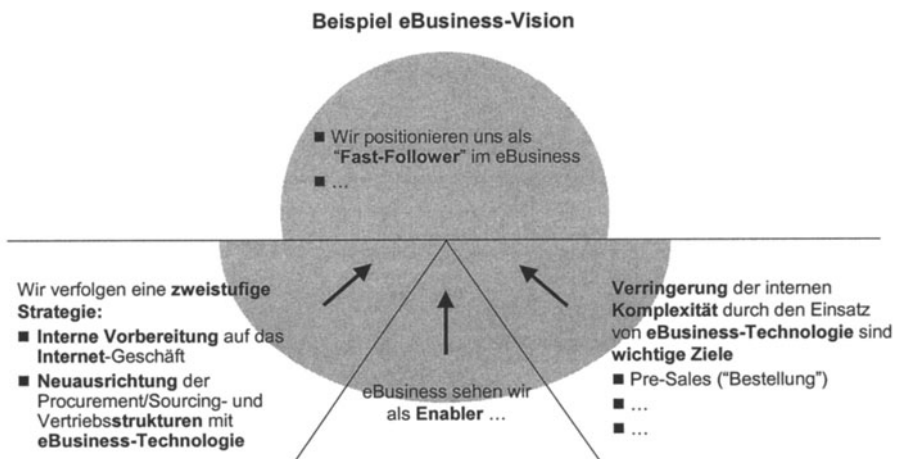 Beispiel eBusiness-Vision
■ Wir positionieren uns als
"Fast-Follower" im eBusiness
■ ...
Wir verfolgen eine zweistufige
Strategie:
■ Interne Vorbereitung auf das
Internet-Geschäft
■ Neuausrichtung der
Procurement/Sourcing- und
Vertriebsstrukturen mit
eBusiness-Technologie
eBusiness sehen wir
als Enabler ...
Verringerung der internen
Komplexität durch den Einsatz
von eBusiness-Technologie sind
wichtige Ziele
■ Pre-Sales ("Bestellung")
■ ...
■ ...